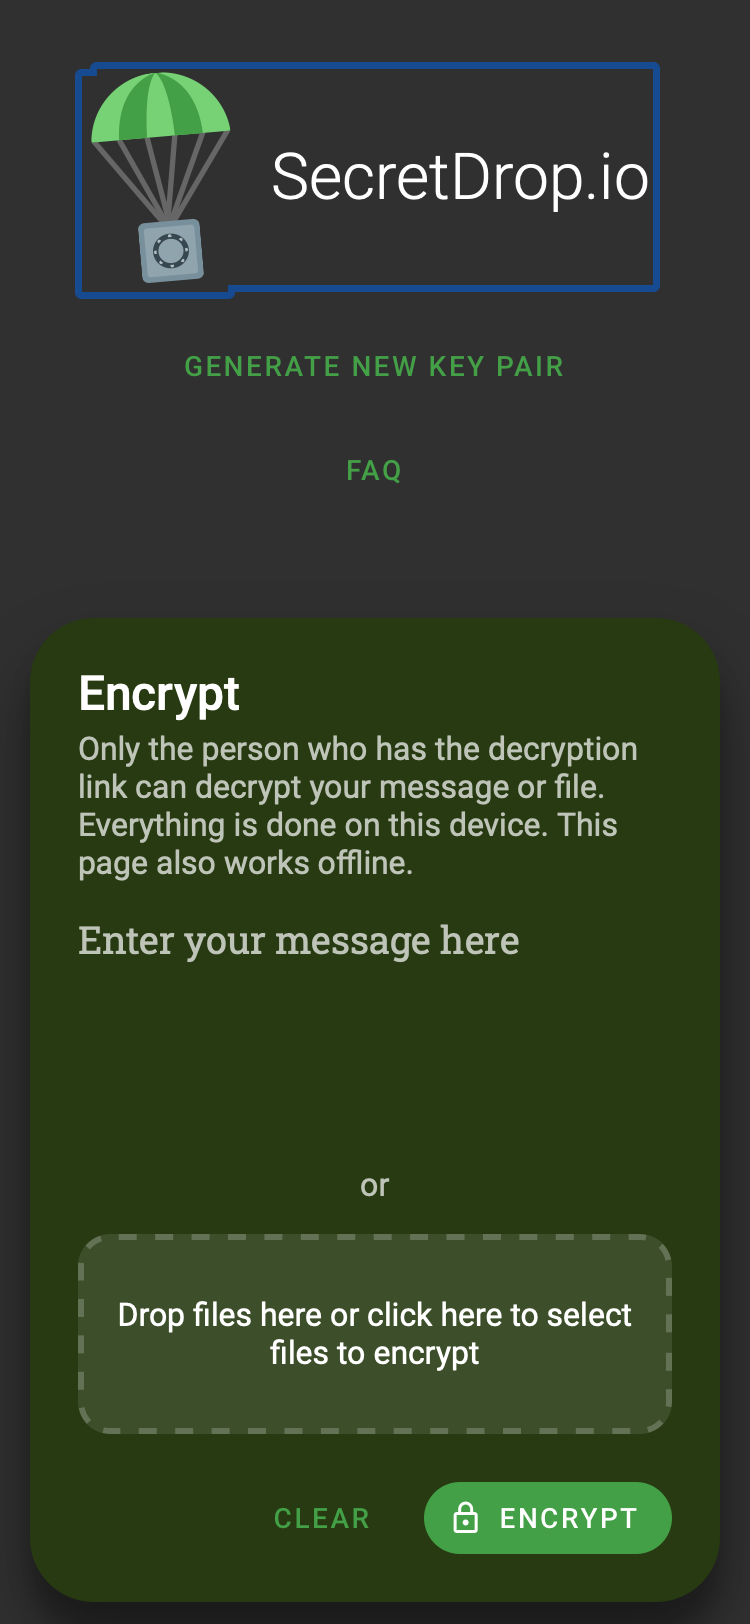 SecretDrop.io
GENERATE NEW KEY PAIR
FAQ
Encrypt
Only the person who has the decryption
link can decrypt your message or file.
Everything is done on this device. This
page also works offline.
Enter your message here
or
Drop files here or click here to select
files to encrypt
CLEAR
ENCRYPT